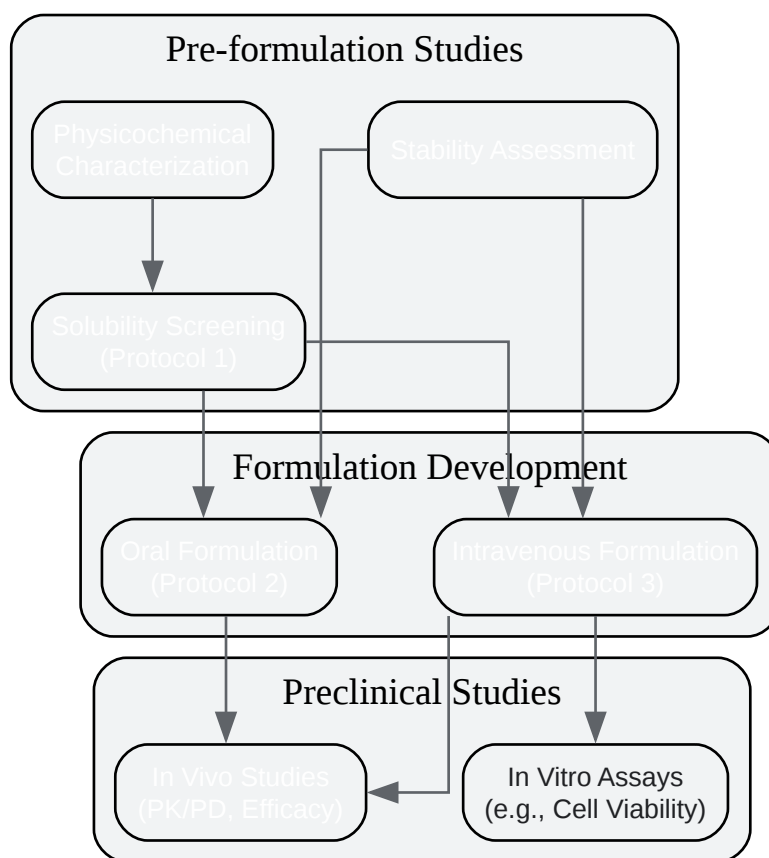 Pre-formulation Studies
Physicochemical
Characterization
Stability Assessment
Solubility Screening
(Protocol 1)
Formulation Development
Oral Formulation
(Protocol 2)
Intravenous Formulation
(Protocol 3)
Preclinical Studies
In Vivo Studies
(PK/PD, Efficacy)
In Vitro Assays
(e.g., Cell Viability)